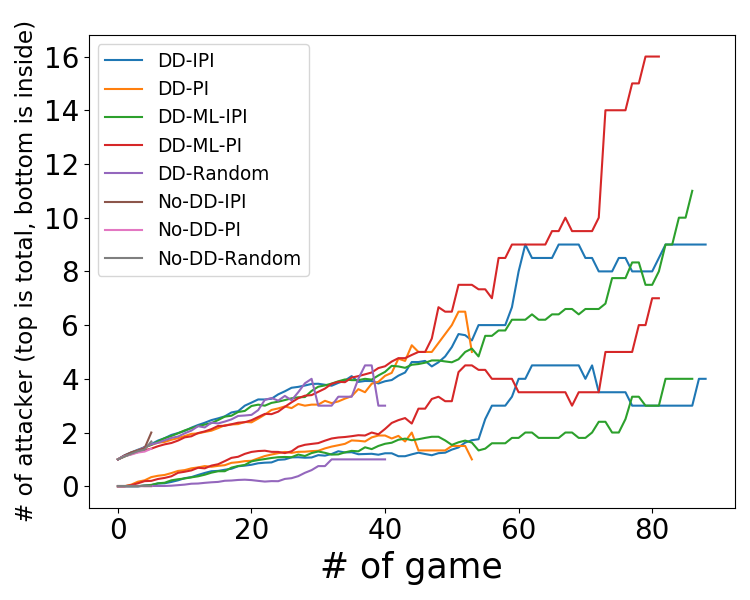 # of attacker (top is total, bottom is inside)
16
14
12
10
8
6
4
2
0
DD-IPI
DD-PI
DD-ML-IPI
DD-ML-PI
DD-Random
No-DD-IPI
No-DD-PI
No-DD-Random
0 20 40 60 80
# of game